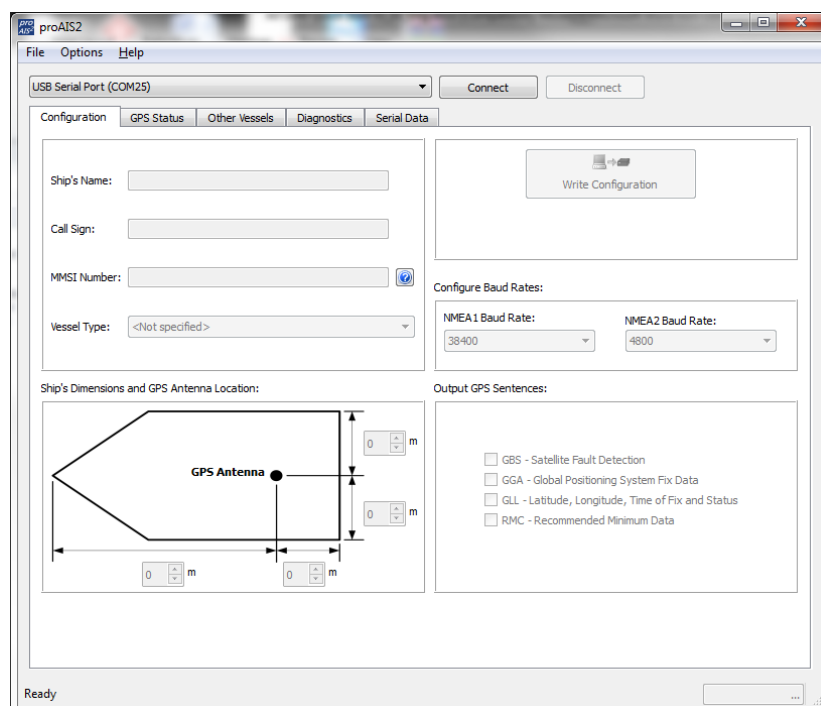 pro AIS2 proAIS2
File Options Help
USB Serial Port (COM25) Connect Disconnect
Configuration GPS Status Other Vessels Diagnostics Serial Data
Ship's Name:
Call Sign:
MMSI Number:
Vessel Type: <Not specified>
Write Configuration
Configure Baud Rates:
NMEA1 Baud Rate: NMEA2 Baud Rate:
38400 4800
Ship's Dimensions and GPS Antenna Location:
GPS Antenna
0 m
0 m
0 m 0 m
Output GPS Sentences:
GBS - Satellite Fault Detection
GGA - Global Positioning System Fix Data
GLL - Latitude, Longitude, Time of Fix and Status
RMC - Recommended Minimum Data
Ready ...